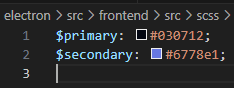 electron > src > frontend > src > scss >
1 $primary: #030712;
2 $secondary: #6778e1;
3